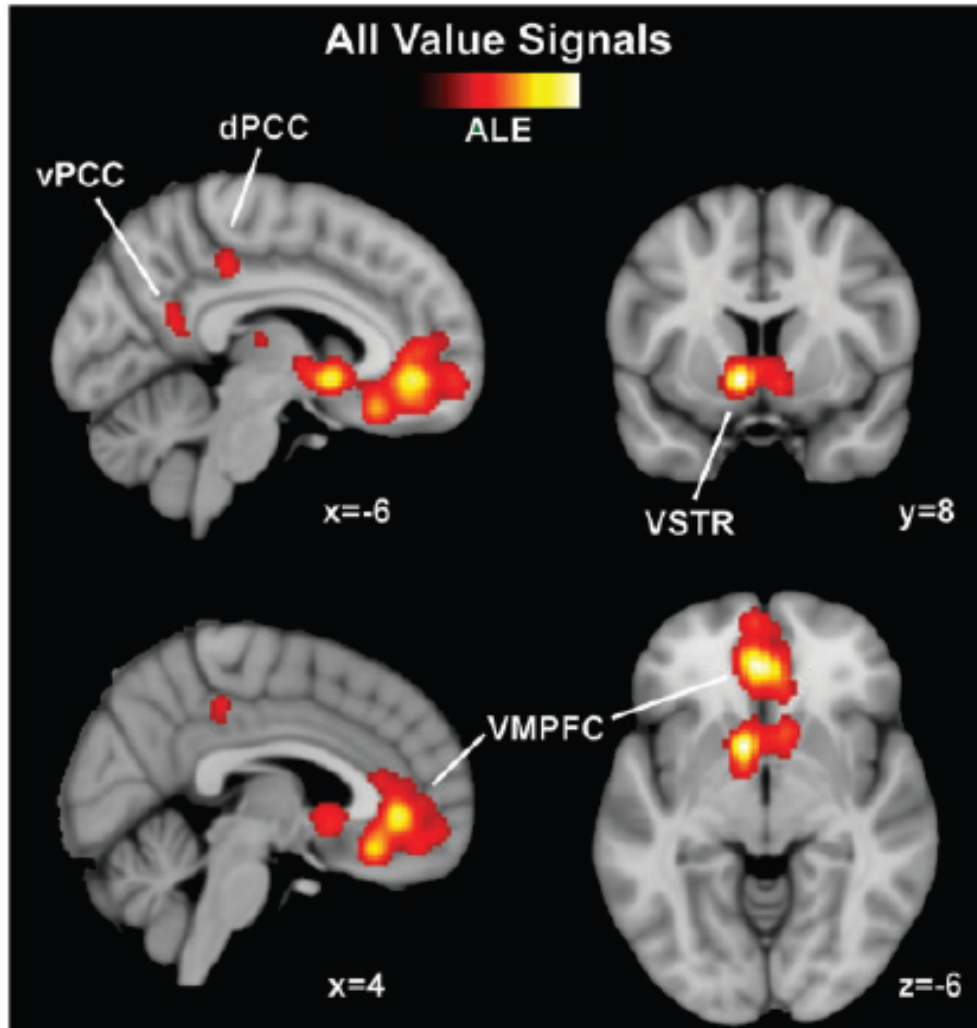 All Value Signals
ALE
dPCC
vPCC
x=-6
VSTR
y=8
VMPFC
x=4
z=-6